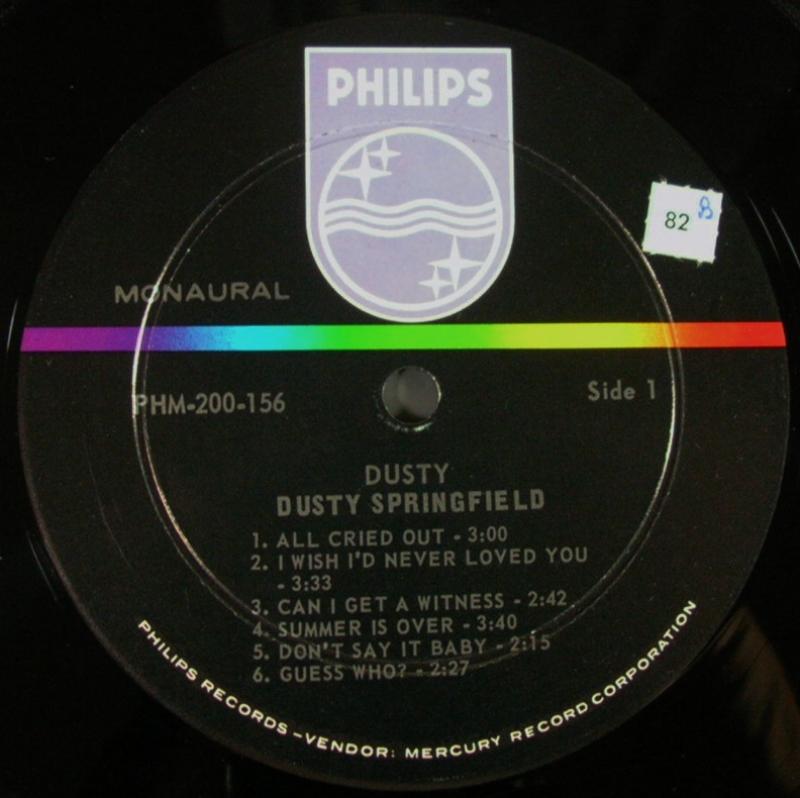 PHILIPS
82 B
MONAURAL
PHM-200-156
Side 1
DUSTY
DUSTY SPRINGFIELD
1. ALL CRIED OUT - 3:00
2. I WISH I'D NEVER LOVED YOU
- 3:33
3. CAN I GET A WITNESS - 2:42
4. SUMMER IS OVER - 3:40
5. DON'T SAY IT BABY - 2:15
6. GUESS WHO? - 2:27
PHILIPS RECORDS - VENDOR: MERCURY RECORD CORPORATION